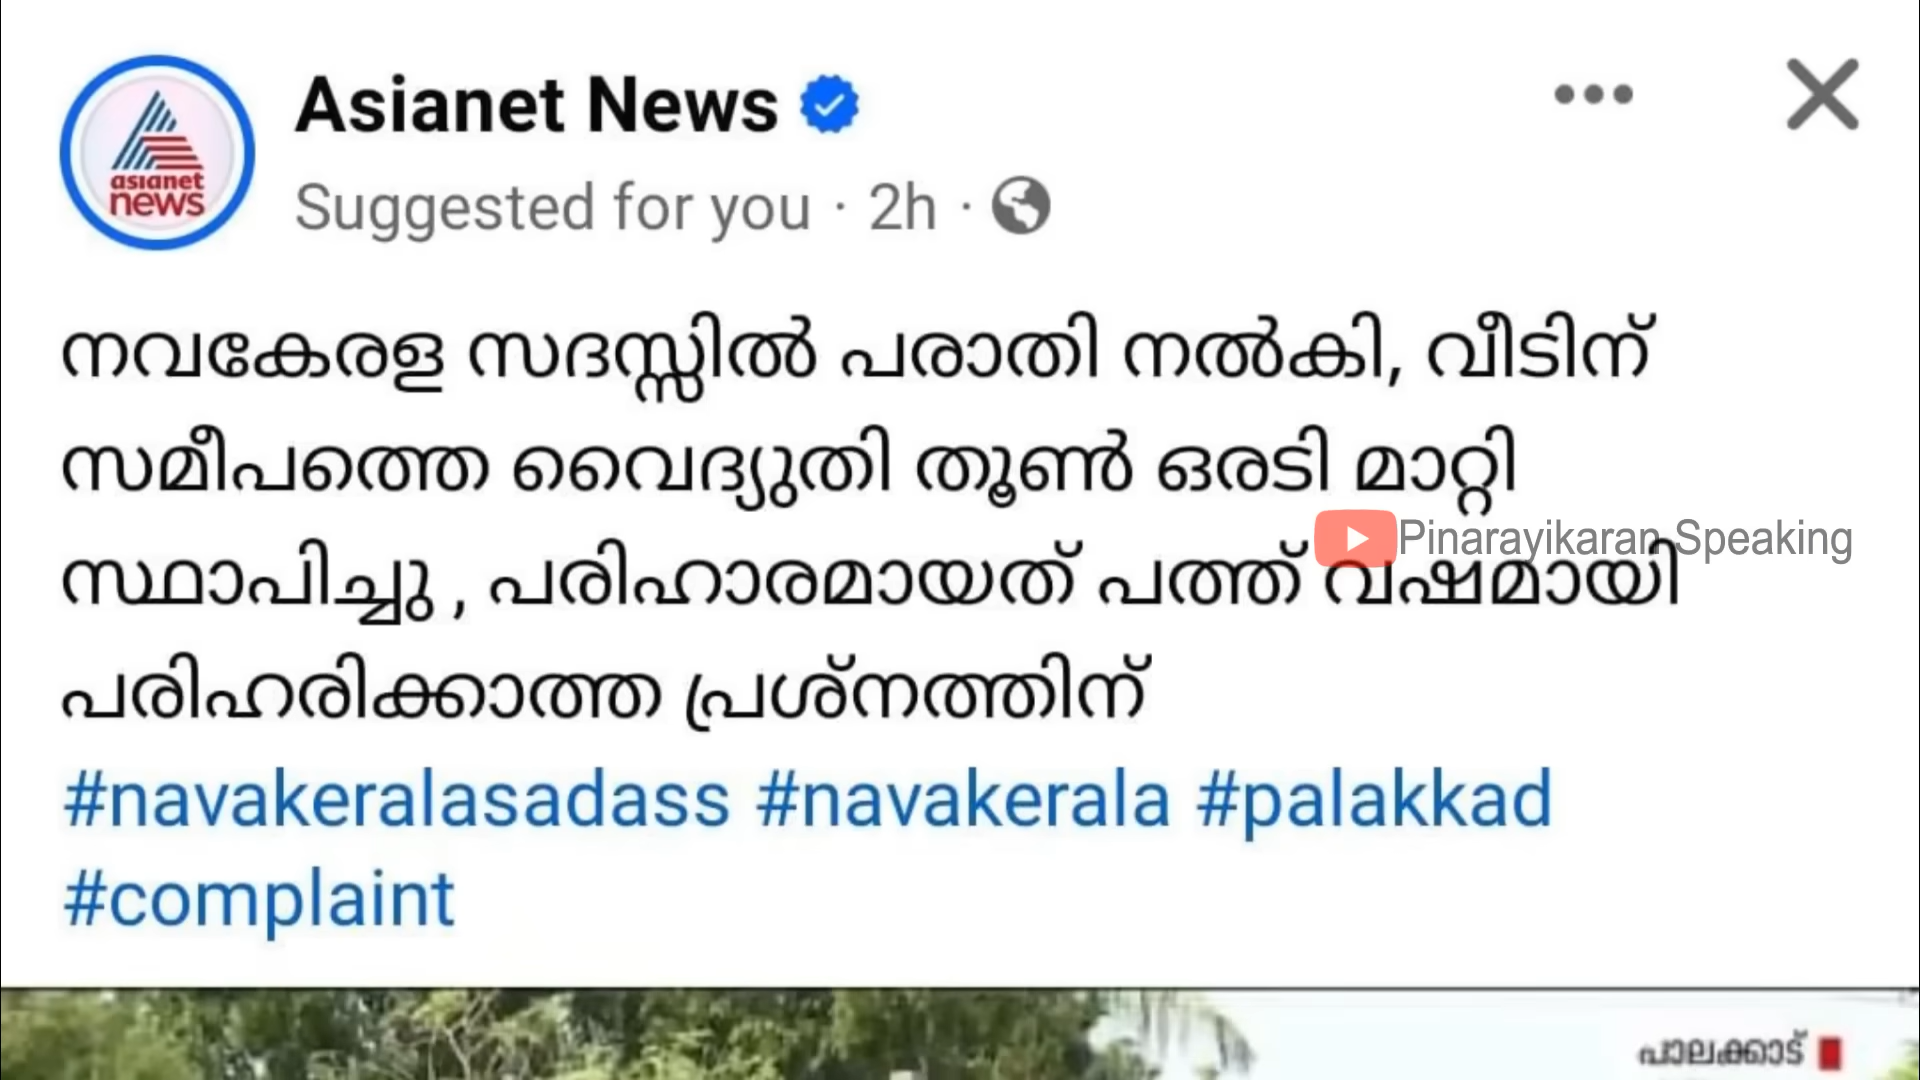 Asianet News
asianet
news
Suggested for you · 2h ·
നവകേരള സദസ്സിൽ പരാതി നൽകി, വീടിന്
സമീപത്തെ വൈദ്യുതി തൂൺ ഒരടി മാറ്റി
Pinarayikaran Speaking
സ്ഥാപിച്ചു , പരിഹാരമായത് പത്ത് വഷമായി
പരിഹരിക്കാത്ത പ്രശ്നത്തിന്
#navakeralasadass #navakerala #palakkad
#complaint
പാലക്കാട്